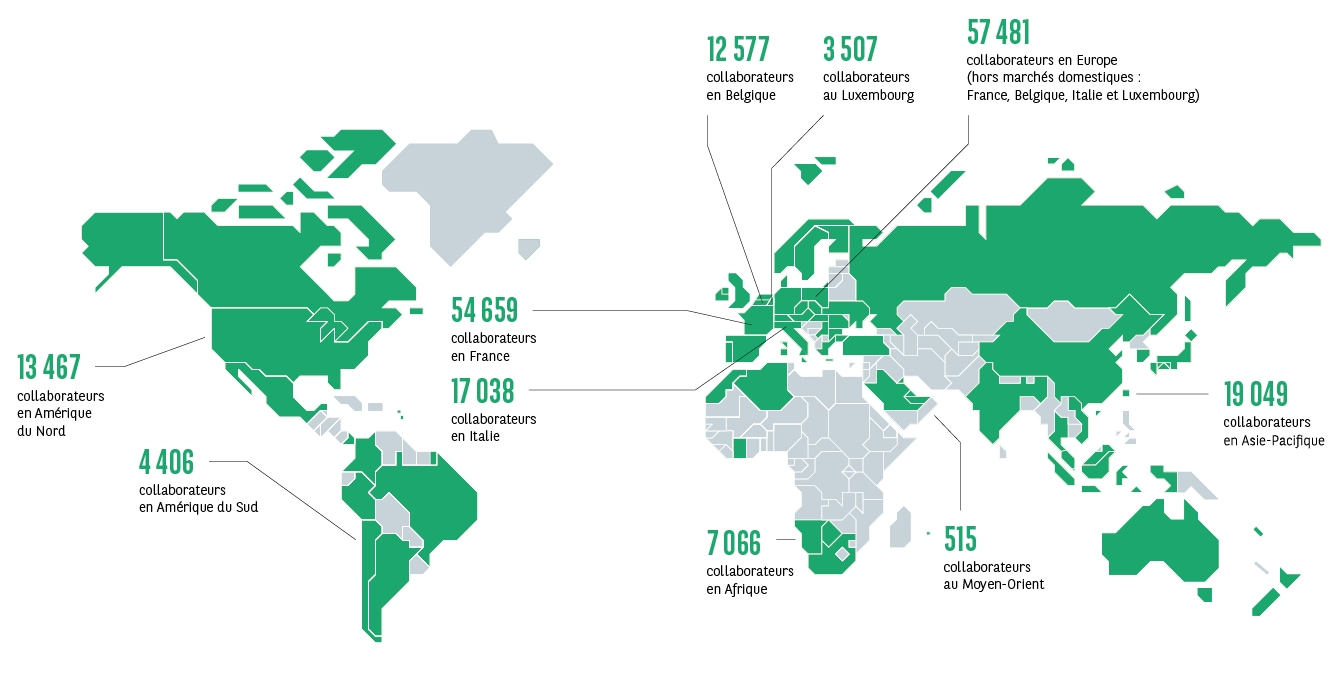 12 577
collaborateurs
en Belgique
3 507
collaborateurs
au Luxembourg
57 481
collaborateurs en Europe
(hors marchés domestiques :
France, Belgique, Italie et Luxembourg)
54 659
collaborateurs
en France
13 467
collaborateurs
en Amérique
du Nord
17 038
collaborateurs
en Italie
19 049
collaborateurs
en Asie-Pacifique
4 406
collaborateurs
en Amérique du Sud
7 066
collaborateurs
en Afrique
515
collaborateurs
au Moyen-Orient